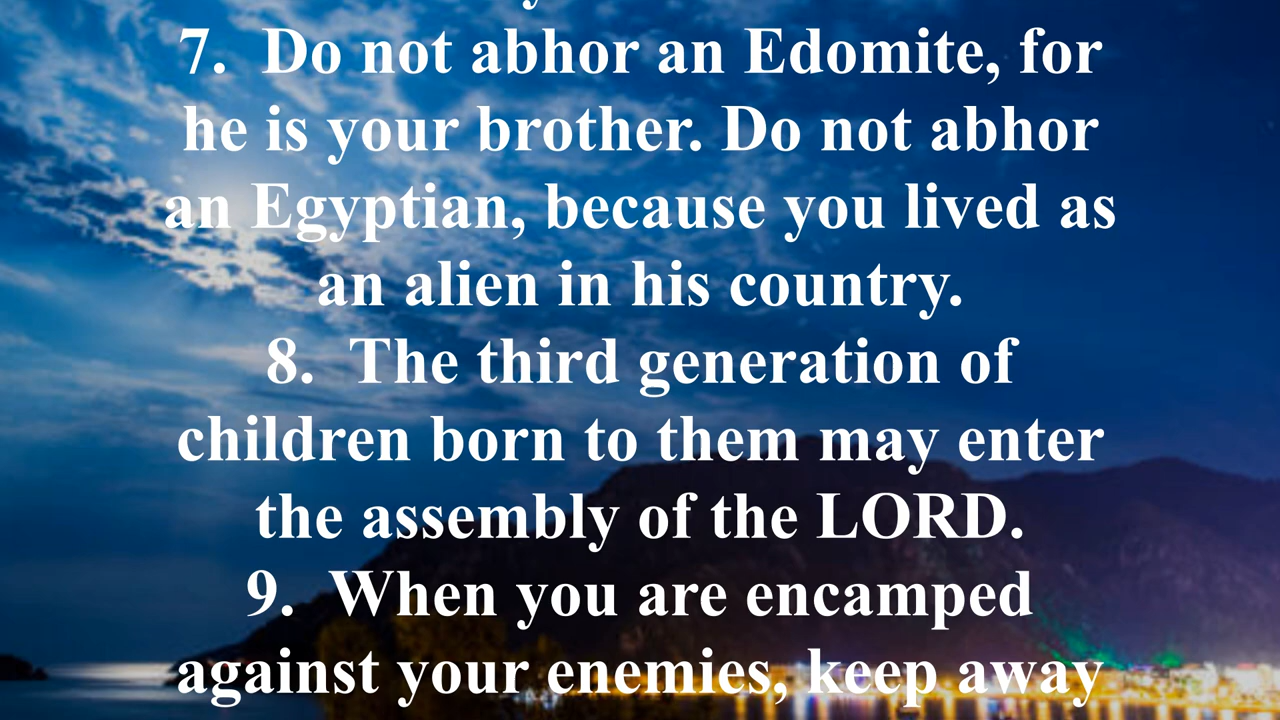 7. Do not abhor an Edomite, for
he is your brother. Do not abhor
an Egyptian, because you lived as
an alien in his country.
8. The third generation of
children born to them may enter
the assembly of the LORD.
9. When you are encamped
against your enemies, keep away